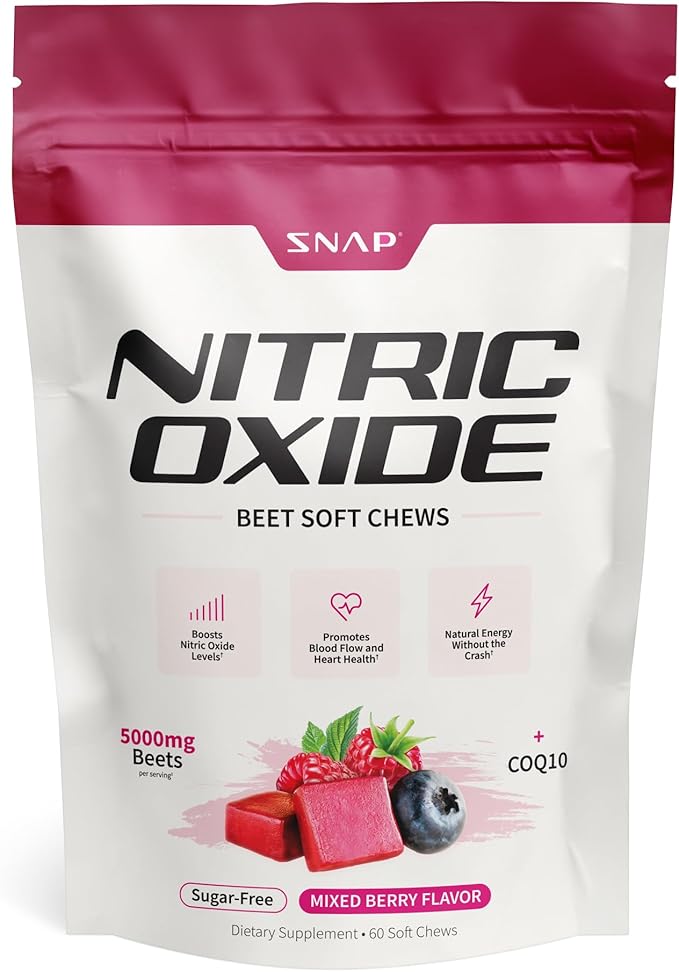 SNAP®
NITRIC
OXIDE
BEET SOFT CHEWS
Boosts
Nitric Oxide
Levels†
Promotes
Blood Flow and
Heart Health†
Natural Energy
Without the
Crash†
5000mg
Beets
per serving‡
+
COQ10
Sugar-Free
MIXED BERRY FLAVOR
Dietary Supplement • 60 Soft Chews